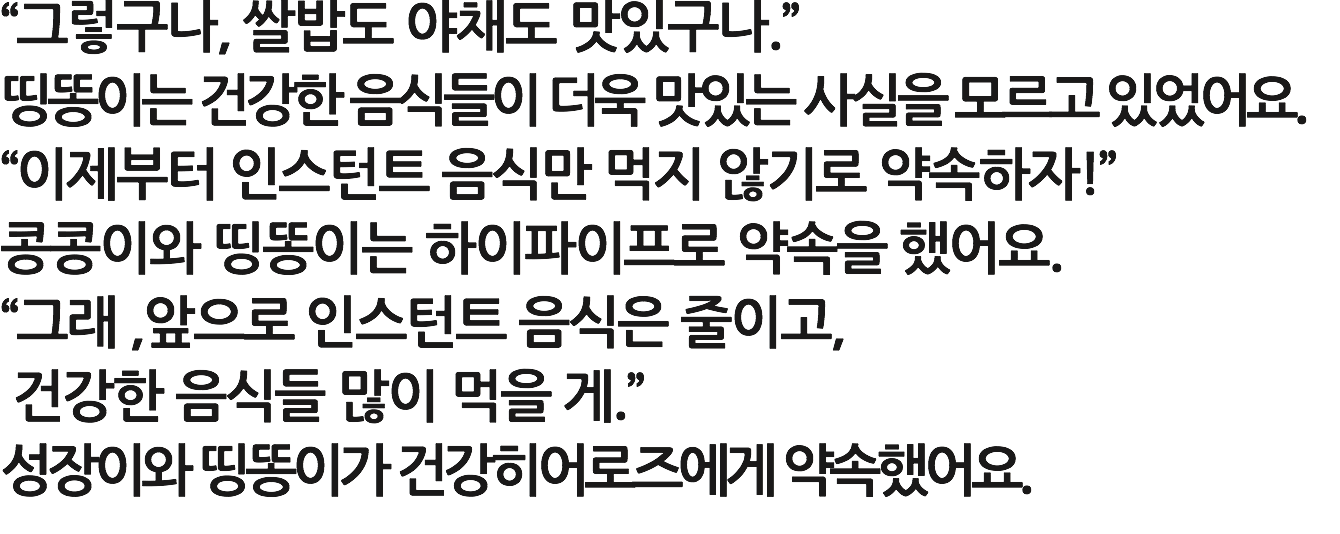 “그렇구나, 쌀밥도 야채도 맛있구나.”
띵똥이는 건강한 음식들이 더욱 맛있는 사실을 모르고 있었어요.
“이제부터 인스턴트 음식만 먹지 않기로 약속하자!”
콩콩이와 띵똥이는 하이파이프로 약속을 했어요.
“그래 ,앞으로 인스턴트 음식은 줄이고,
건강한 음식들 많이 먹을 게.”
성장이와 띵똥이가 건강히어로즈에게 약속했어요.